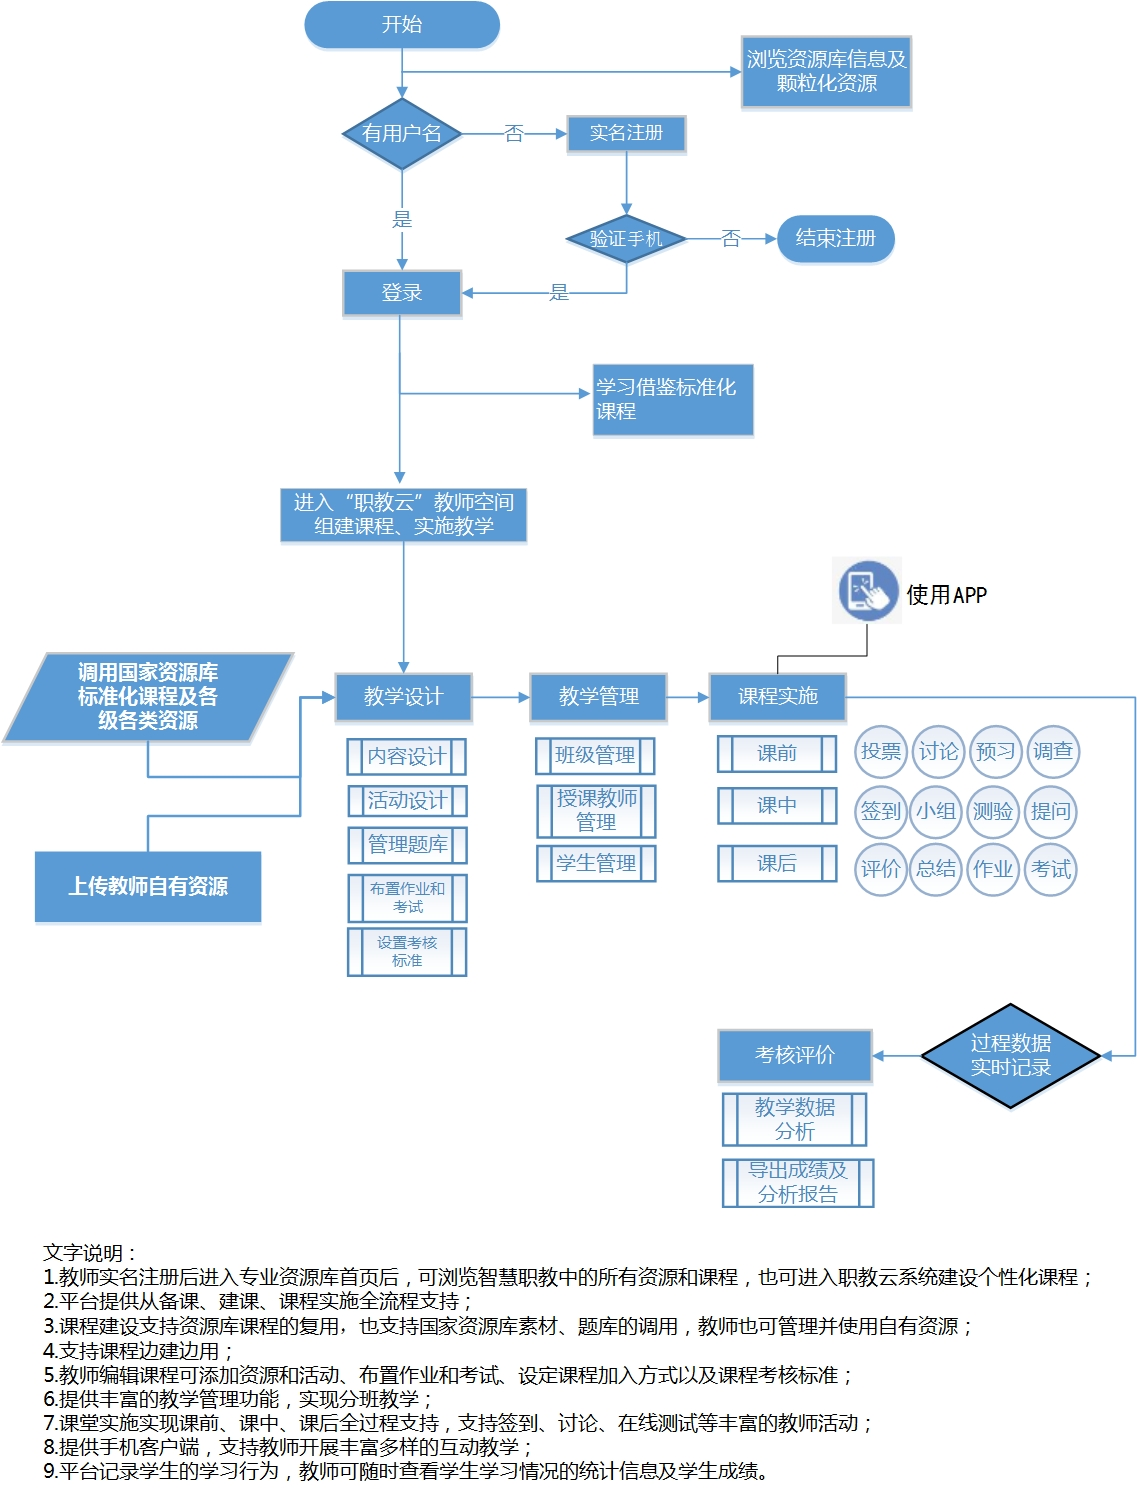 开始
浏览资源库信息及
颗粒化资源
有用户名
否
实名注册
是
验证手机
否
结束注册
登录
是
学习借鉴标准化
课程
进入“职教云”教师空间
组建课程、实施教学
使用APP
调用国家资源库
标准化课程及各
级各类资源
教学设计
教学管理
课程实施
内容设计
活动设计
管理题库
布置作业和
考试
设置考核
标准
班级管理
授课教师
管理
学生管理
课前
课中
课后
投票 讨论 预习 调查
签到 小组 测验 提问
评价 总结 作业 考试
上传教师自有资源
过程数据
实时记录
考核评价
教学数据
分析
导出成绩及
分析报告
文字说明：
1.教师实名注册后进入专业资源库首页后，可浏览智慧职教中的所有资源和课程，也可进入职教云系统建设个性化课程；
2.平台提供从备课、建课、课程实施全流程支持；
3.课程建设支持资源库课程的复用，也支持国家资源库素材、题库的调用，教师也可管理并使用自有资源；
4.支持课程边建边用；
5.教师编辑课程可添加资源和活动、布置作业和考试、设定课程加入方式以及课程考核标准；
6.提供丰富的教学管理功能，实现分班教学；
7.课堂实施实现课前、课中、课后全过程支持，支持签到、讨论、在线测试等丰富的教师活动；
8.提供手机客户端，支持教师开展丰富多样的互动教学；
9.平台记录学生的学习行为，教师可随时查看学生学习情况的统计信息及学生成绩。